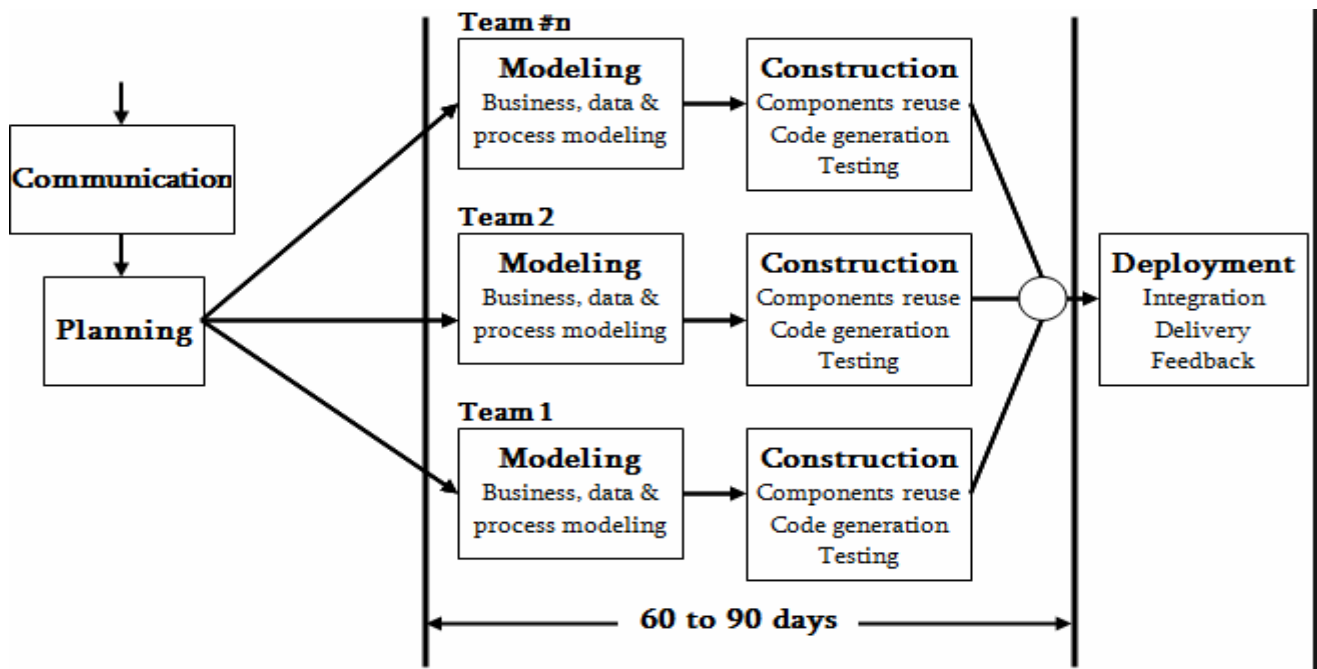 Communication
Planning
Team #n
Modeling
Business, data &
process modeling
Construction
Components reuse
Code generation
Testing
Team 2
Modeling
Business, data &
process modeling
Construction
Components reuse
Code generation
Testing
Team 1
Modeling
Business, data &
process modeling
Construction
Components reuse
Code generation
Testing
60 to 90 days
Deployment
Integration
Delivery
Feedback